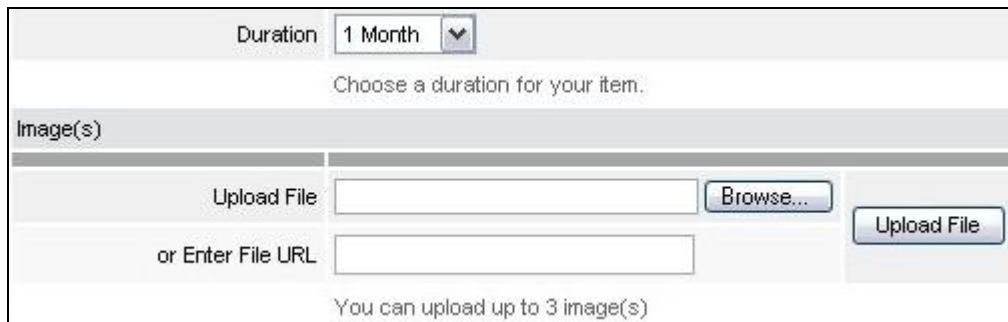 Duration 1 Month
Choose a duration for your item.
Image(s)
Upload File Browse...
Upload File
or Enter File URL
You can upload up to 3 image(s)